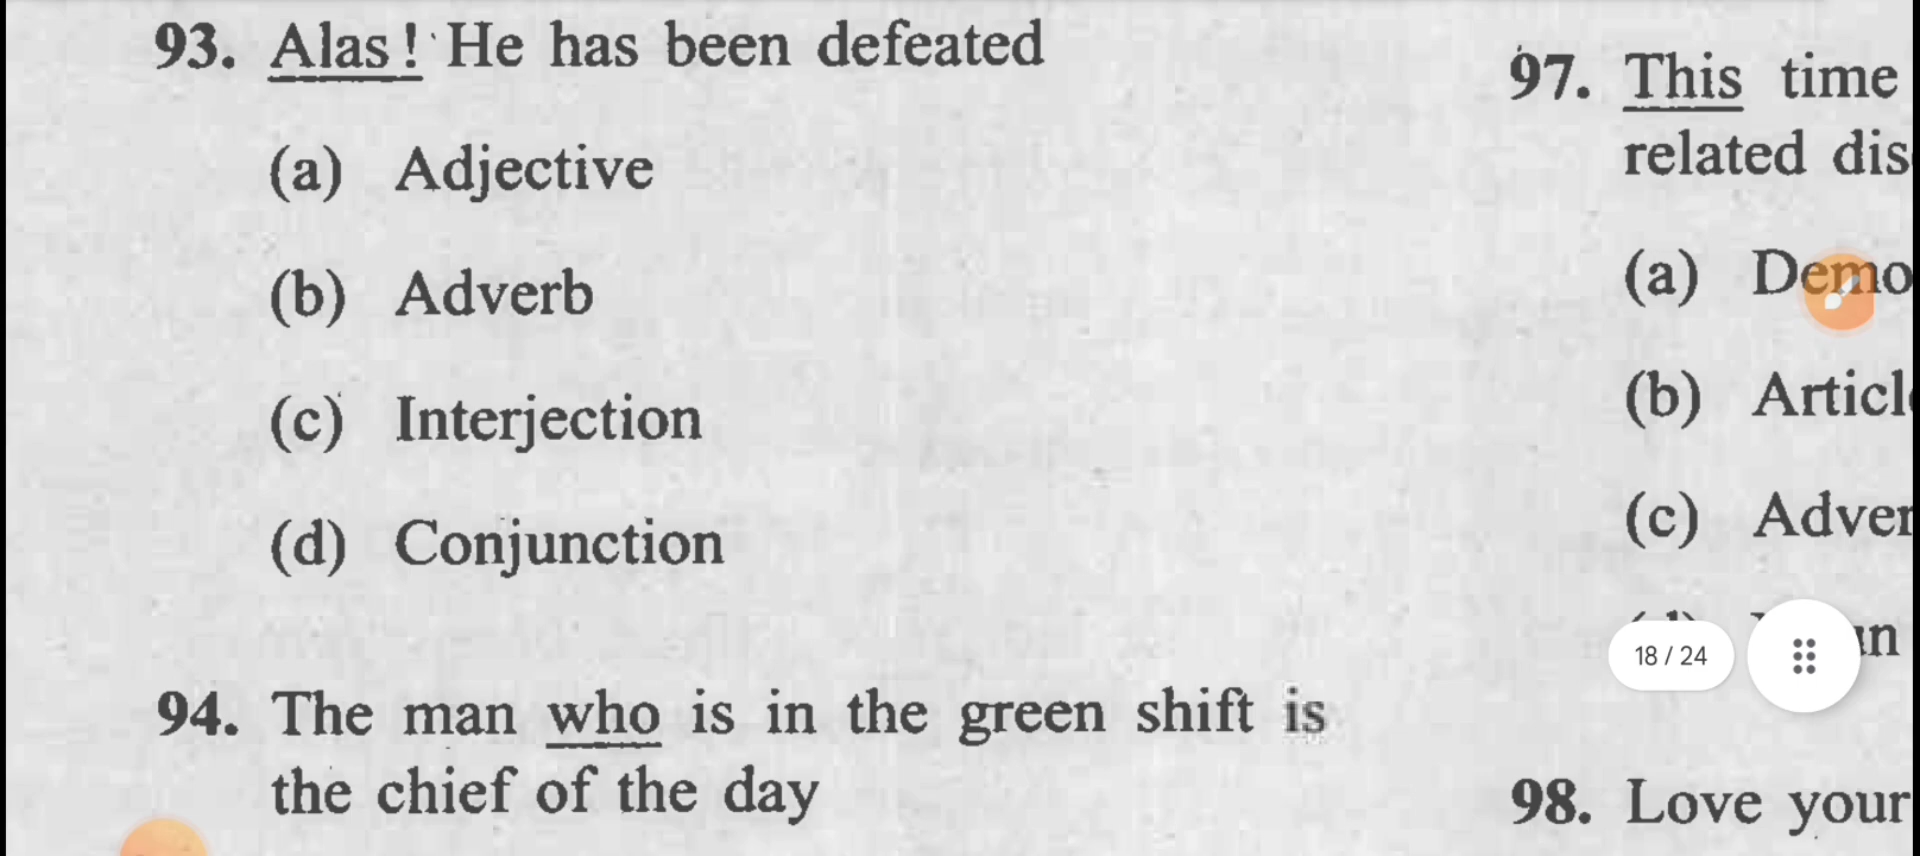 93. Alas ! He has been defeated
(a) Adjective
(b) Adverb
(c) Interjection
(d) Conjunction
94. The man who is in the green shift is
the chief of the day
97. This time
related dis
(a) Demo
(b) Articl
(c) Adver
18 / 24
98. Love your